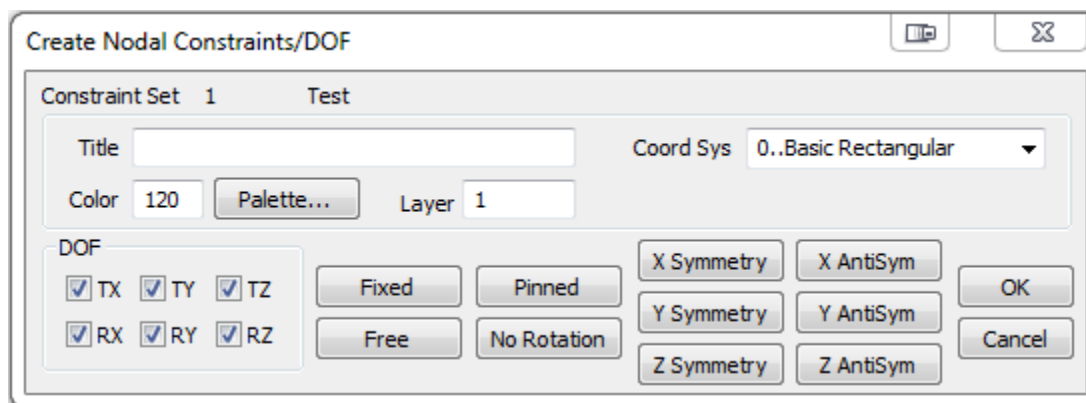 Create Nodal Constraints/DOF
Constraint Set 1 Test
Title Coord Sys 0..Basic Rectangular
Color 120 Palette... Layer 1
DOF
TX TY TZ
RX RY RZ
Fixed Pinned
Free No Rotation
X Symmetry X AntiSym
Y Symmetry Y AntiSym
Z Symmetry Z AntiSym
OK
Cancel